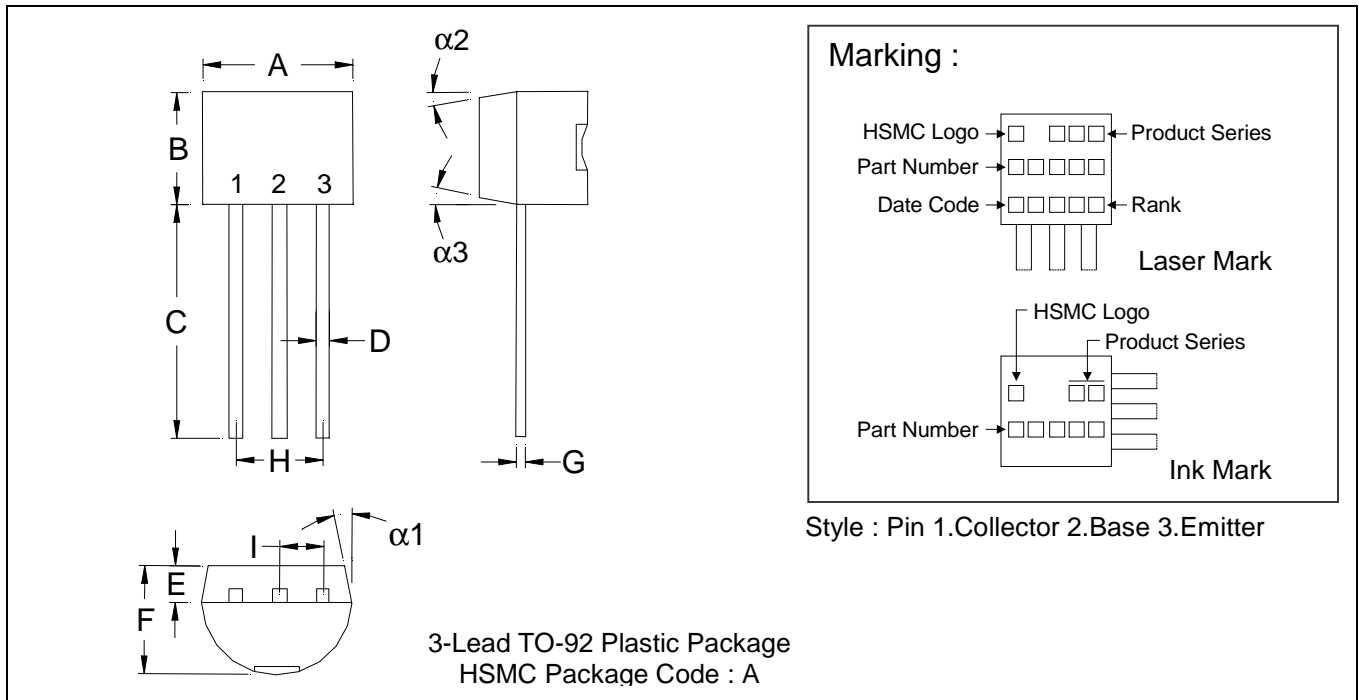 α2
A
B
1 2 3
α3
C
D
H
G
α1
I
E
F
3-Lead TO-92 Plastic Package
HSMC Package Code : A
Marking :
HSMC Logo
Product Series
Part Number
Date Code
Rank
Laser Mark
HSMC Logo
Product Series
Part Number
Ink Mark
Style : Pin 1.Collector 2.Base 3.Emitter